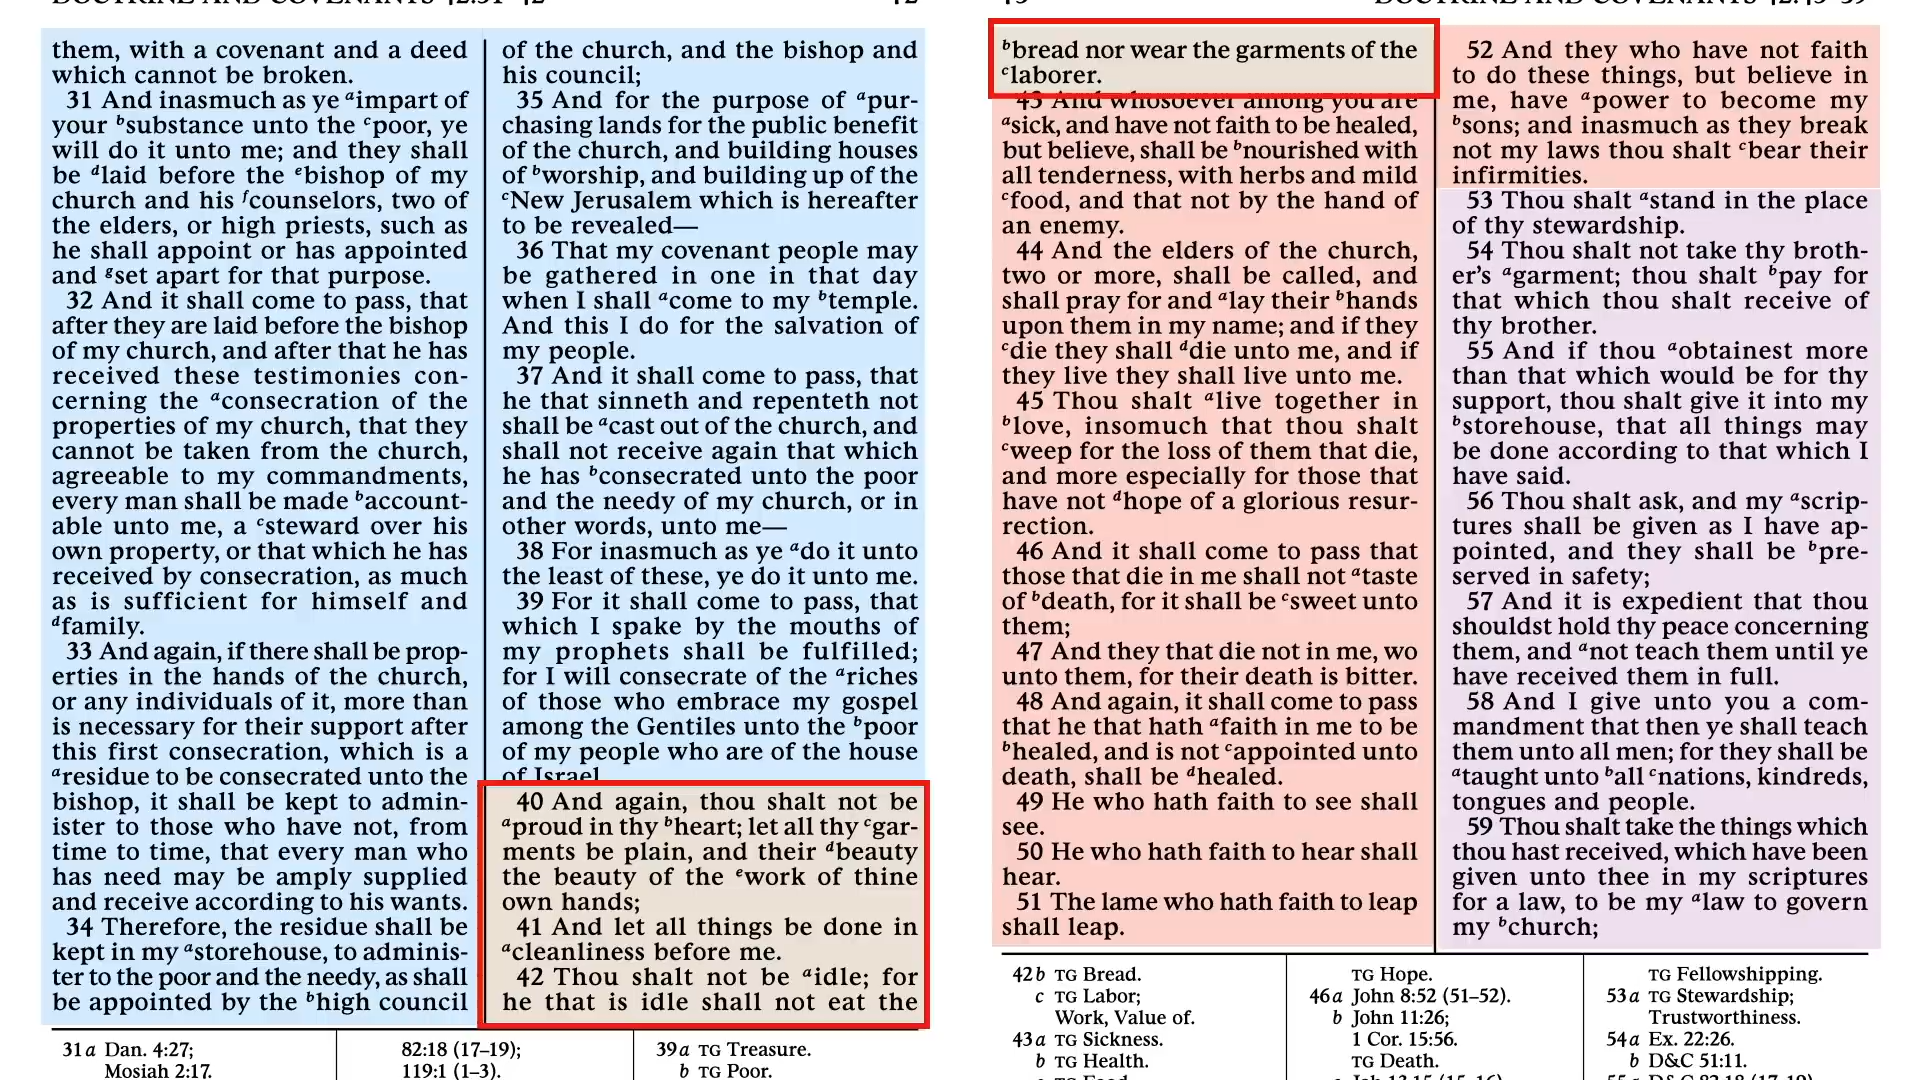 them, with a covenant and a deed
which cannot be broken.
31 And inasmuch as ye aimpart of
your bsubstance unto the cpoor, ye
will do it unto me; and they shall
be dlaid before the ebishop of my
church and his fcounselors, two of
the elders, or high priests, such as
he shall appoint or has appointed
and gset apart for that purpose.
32 And it shall come to pass, that
after they are laid before the bishop
of my church, and after that he has
received these testimonies con-
cerning the aconsecration of the
properties of my church, that they
cannot be taken from the church,
agreeable to my commandments,
every man shall be made baccount-
able unto me, a csteward over his
own property, or that which he has
received by consecration, as much
as is sufficient for himself and
dfamily.
33 And again, if there shall be prop-
erties in the hands of the church,
or any individuals of it, more than
is necessary for their support after
this first consecration, which is a
aresidue to be consecrated unto the
bishop, it shall be kept to admin-
ister to those who have not, from
time to time, that every man who
has need may be amply supplied
and receive according to his wants.
34 Therefore, the residue shall be
kept in my astorehouse, to adminis-
ter to the poor and the needy, as shall
be appointed by the bhigh council
of the church, and the bishop and
his council;
35 And for the purpose of apur-
chasing lands for the public benefit
of the church, and building houses
of bworship, and building up of the
cNew Jerusalem which is hereafter
to be revealed—
36 That my covenant people may
be gathered in one in that day
when I shall acome to my btemple.
And this I do for the salvation of
my people.
37 And it shall come to pass, that
he that sinneth and repenteth not
shall be acast out of the church, and
shall not receive again that which
he has bconsecrated unto the poor
and the needy of my church, or in
other words, unto me—
38 For inasmuch as ye ado it unto
the least of these, ye do it unto me.
39 For it shall come to pass, that
which I spake by the mouths of
my prophets shall be fulfilled;
for I will consecrate of the ariches
of those who embrace my gospel
among the Gentiles unto the bpoor
of my people who are of the house
of Israel
40 And again, thou shalt not be
aproud in thy bheart; let all thy cgar-
ments be plain, and their dbeauty
the beauty of the ework of thine
own hands;
41 And let all things be done in
acleanliness before me.
42 Thou shalt not be aidle; for
he that is idle shall not eat the
31a Dan. 4:27;
Mosiah 2:17.
82:18 (17–19);
119:1 (1–3).
39a TG Treasure.
b TG Poor.
bbread nor wear the garments of the
claborer.
43 And whosoever among you are
asick, and have not faith to be healed,
but believe, shall be bnourished with
all tenderness, with herbs and mild
cfood, and that not by the hand of
an enemy.
44 And the elders of the church,
two or more, shall be called, and
shall pray for and alay their bhands
upon them in my name; and if they
cdie they shall ddie unto me, and if
they live they shall live unto me.
45 Thou shalt alive together in
blove, insomuch that thou shalt
cweep for the loss of them that die,
and more especially for those that
have not dhope of a glorious resur-
rection.
46 And it shall come to pass that
those that die in me shall not ataste
of bdeath, for it shall be csweet unto
them;
47 And they that die not in me, wo
unto them, for their death is bitter.
48 And again, it shall come to pass
that he that hath afaith in me to be
bhealed, and is not cappointed unto
death, shall be dhealed.
49 He who hath faith to see shall
see.
50 He who hath faith to hear shall
hear.
51 The lame who hath faith to leap
shall leap.
52 And they who have not faith
to do these things, but believe in
me, have apower to become my
bsons; and inasmuch as they break
not my laws thou shalt cbear their
infirmities.
53 Thou shalt astand in the place
of thy stewardship.
54 Thou shalt not take thy broth-
er's agarment; thou shalt bpay for
that which thou shalt receive of
thy brother.
55 And if thou aobtainest more
than that which would be for thy
support, thou shalt give it into my
bstorehouse, that all things may
be done according to that which I
have said.
56 Thou shalt ask, and my ascrip-
tures shall be given as I have ap-
pointed, and they shall be bpre-
served in safety;
57 And it is expedient that thou
shouldst hold thy peace concerning
them, and anot teach them until ye
have received them in full.
58 And I give unto you a com-
mandment that then ye shall teach
them unto all men; for they shall be
ataught unto ball cnations, kindreds,
tongues and people.
59 Thou shalt take the things which
thou hast received, which have been
given unto thee in my scriptures
for a law, to be my alaw to govern
my bchurch;
42b TG Bread.
c TG Labor;
Work, Value of.
43a TG Sickness.
b TG Health.
TG Hope.
46a John 8:52 (51–52).
b John 11:26;
1 Cor. 15:56.
TG Death.
TG Fellowshipping.
53a TG Stewardship;
Trustworthiness.
54a Ex. 22:26.
b D&C 51:11.